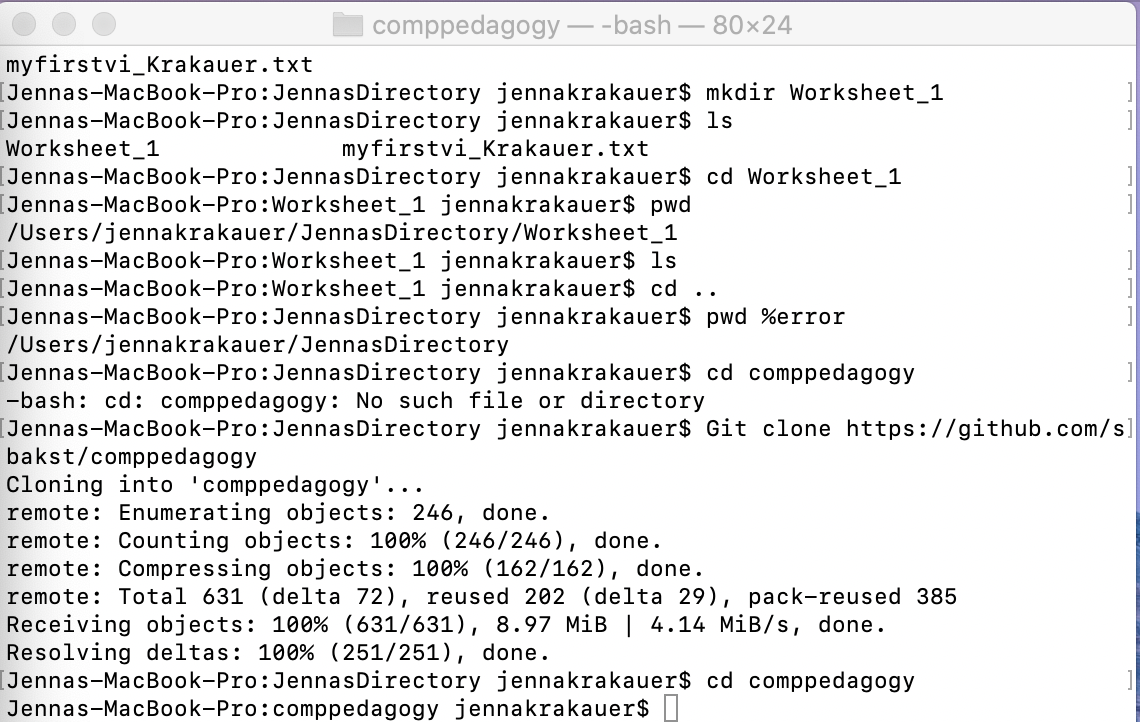 comppedagogy — -bash — 80×24
myfirstvi_Krakauer.txt
[Jennas-MacBook-Pro:JennasDirectory jennakrakauer$ mkdir Worksheet_1 ]
[Jennas-MacBook-Pro:JennasDirectory jennakrakauer$ ls ]
Worksheet_1 myfirstvi_Krakauer.txt
[Jennas-MacBook-Pro:JennasDirectory jennakrakauer$ cd Worksheet_1 ]
[Jennas-MacBook-Pro:Worksheet_1 jennakrakauer$ pwd ]
/Users/jennakrakauer/JennasDirectory/Worksheet_1
[Jennas-MacBook-Pro:Worksheet_1 jennakrakauer$ ls ]
[Jennas-MacBook-Pro:Worksheet_1 jennakrakauer$ cd .. ]
[Jennas-MacBook-Pro:JennasDirectory jennakrakauer$ pwd %error ]
/Users/jennakrakauer/JennasDirectory
[Jennas-MacBook-Pro:JennasDirectory jennakrakauer$ cd comppedagogy ]
-bash: cd: comppedagogy: No such file or directory
[Jennas-MacBook-Pro:JennasDirectory jennakrakauer$ Git clone https://github.com/s]
bakst/comppedagogy
Cloning into 'comppedagogy'...
remote: Enumerating objects: 246, done.
remote: Counting objects: 100% (246/246), done.
remote: Compressing objects: 100% (162/162), done.
remote: Total 631 (delta 72), reused 202 (delta 29), pack-reused 385
Receiving objects: 100% (631/631), 8.97 MiB | 4.14 MiB/s, done.
Resolving deltas: 100% (251/251), done.
[Jennas-MacBook-Pro:JennasDirectory jennakrakauer$ cd comppedagogy ]
Jennas-MacBook-Pro:comppedagogy jennakrakauer$